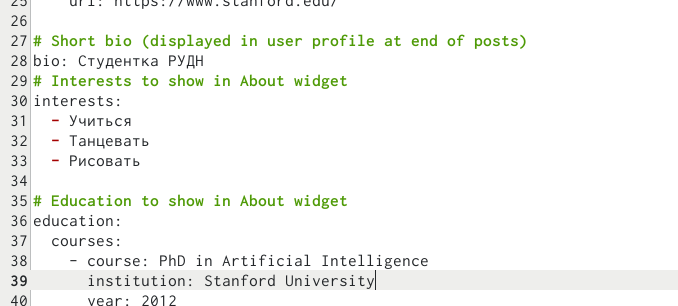 25 url: https://www.stanford.edu/
26
27 # Short bio (displayed in user profile at end of posts)
28 bio: Студентка РУДН
29 # Interests to show in About widget
30 interests:
31   - Учиться
32   - Танцевать
33   - Рисовать
34
35 # Education to show in About widget
36 education:
37   courses:
38     - course: PhD in Artificial Intelligence
39       institution: Stanford University
40       year: 2012